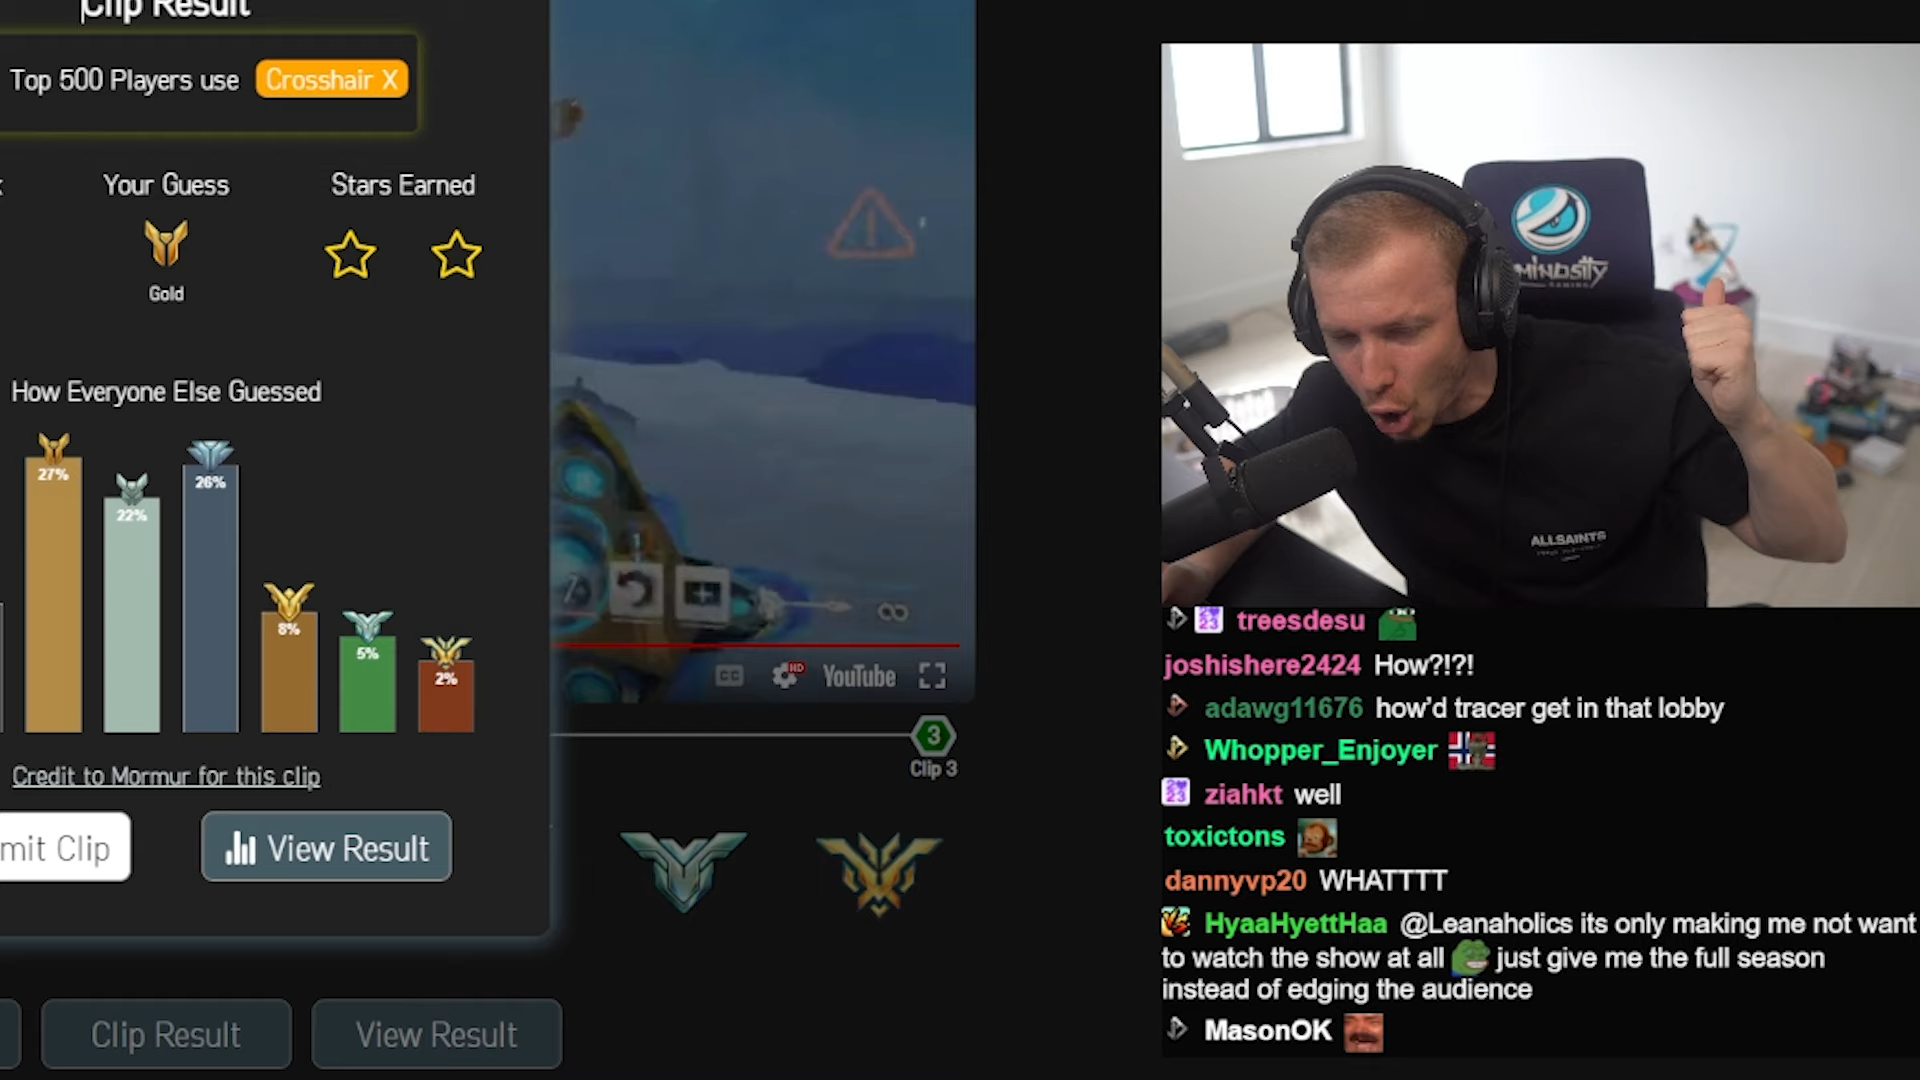 Clip Result
Top 500 Players use Crosshair X
Your Guess
Stars Earned
Gold
How Everyone Else Guessed
27%
22%
26%
8%
5%
2%
Credit to Mormur for this clip
mit Clip
View Result
Clip Result
View Result
CC
HD
YouTube
3
Clip 3
GAMING
ALLSAINTS
treesdesu
joshishere2424 How?!?!
adawg11676 how'd tracer get in that lobby
Whopper_Enjoyer
ziahkt well
toxictons
dannyvp20 WHATTTT
HyaaHyettHaa @Leanaholics its only making me not want
to watch the show at all just give me the full season
instead of edging the audience
MasonOK